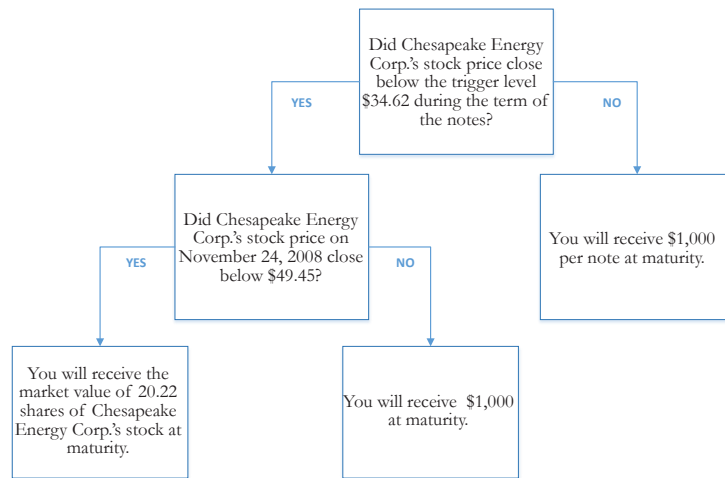 Did Chesapeake Energy
Corp.'s stock price close
below the trigger level
$34.62 during the term of
the notes?
YES
NO
Did Chesapeake Energy
Corp.'s stock price on
November 24, 2008 close
below $49.45?
You will receive $1,000
per note at maturity.
YES
NO
You will receive the
market value of 20.22
shares of Chesapeake
Energy Corp.'s stock at
maturity.
You will receive $1,000
at maturity.